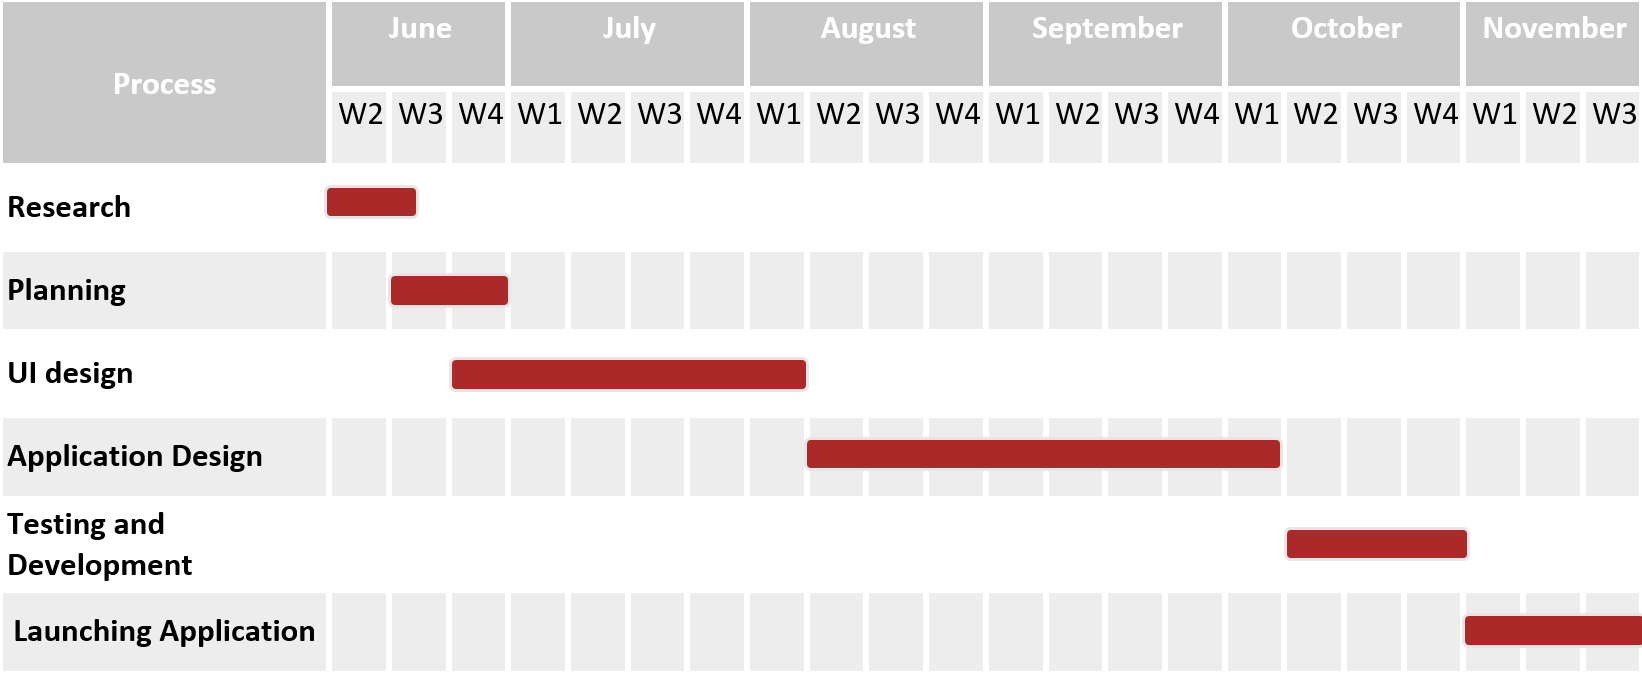 Process
June July August September October November
W2 W3 W4 W1 W2 W3 W4 W1 W2 W3 W4 W1 W2 W3 W4 W1 W2 W3 W4 W1 W2 W3
Research
Planning
UI design
Application Design
Testing and
Development
Launching Application